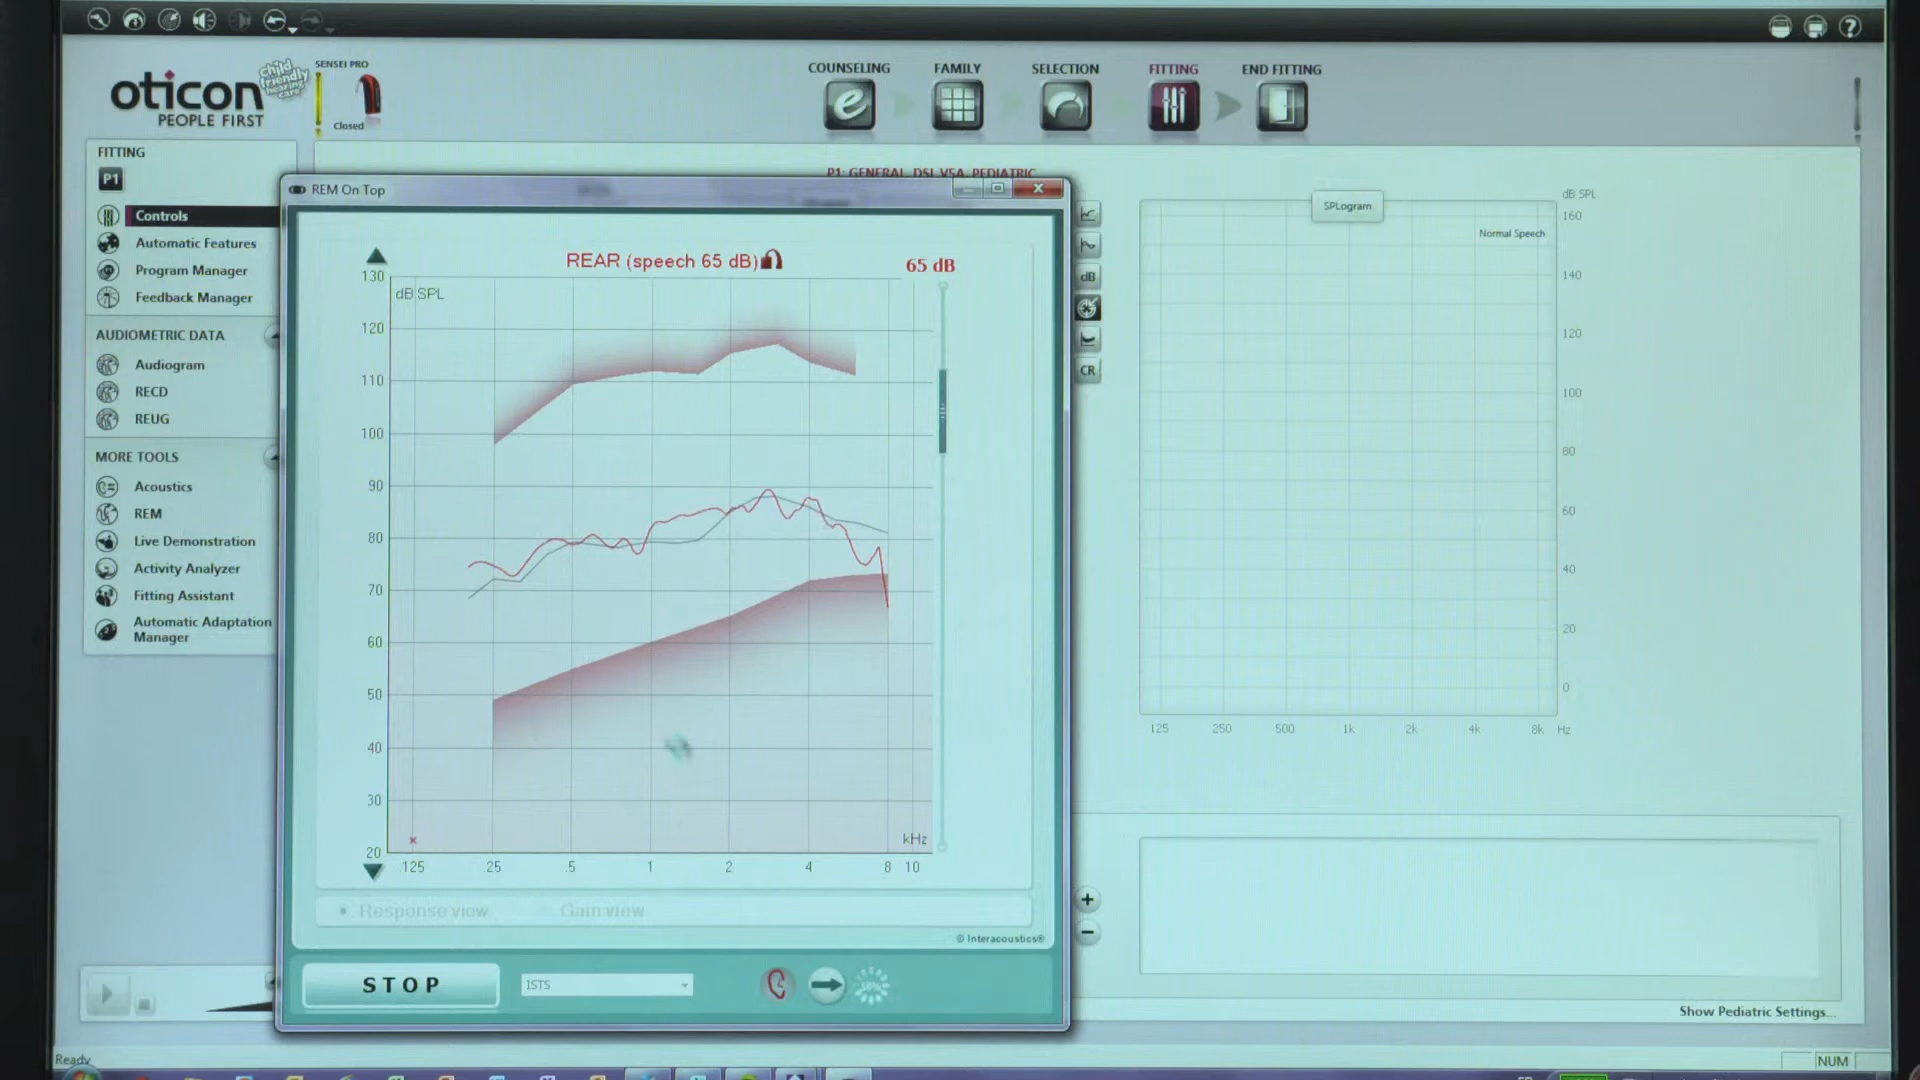 oticon
PEOPLE FIRST
child
friendly
hearing
care
SENSEI PRO
Closed
COUNSELING
FAMILY
SELECTION
FITTING
END FITTING
FITTING
P1
Controls
Automatic Features
Program Manager
Feedback Manager
AUDIOMETRIC DATA
Audiogram
RECD
REUG
MORE TOOLS
Acoustics
REM
Live Demonstration
Activity Analyzer
Fitting Assistant
Automatic Adaptation
Manager
P1: GENERAL, DSL V5A, PEDIATRIC
REM On Top
REAR (speech 65 dB)
65 dB
dB SPL
130
120
110
100
90
80
70
60
50
40
30
20
kHz
125 25 5 1 2 4 8 10
Response view Gain view
© Interacoustics®
STOP
ISTS
dB
CR
SPLogram
Normal Speech
dB SPL
160
140
120
100
80
60
40
20
0
125 250 500 1k 2k 4k 8k Hz
+
−
Show Pediatric Settings...
Ready
NUM